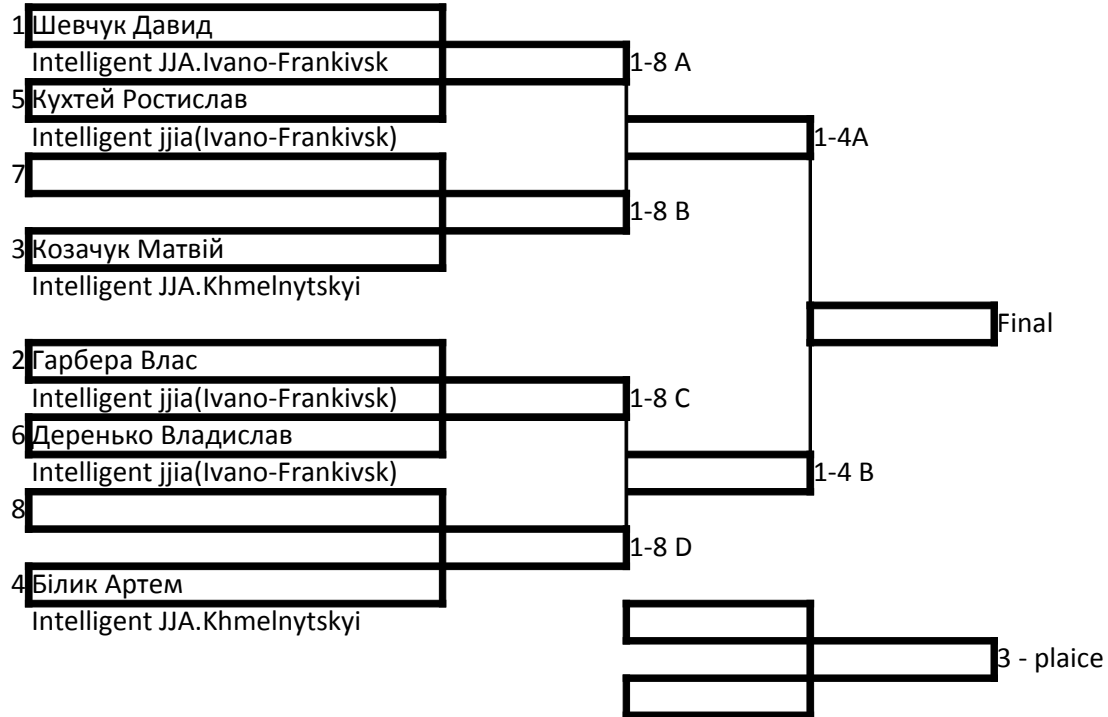 1 Шевчук Давид
Intelligent JJA.Ivano-Frankivsk
1-8 A
5 Кухтей Ростислав
Intelligent jjia(Ivano-Frankivsk)
1-4A
7
1-8 B
3 Козачук Матвій
Intelligent JJA.Khmelnytskyi
Final
2 Гарбера Влас
Intelligent jjia(Ivano-Frankivsk)
1-8 C
6 Деренько Владислав
Intelligent jjia(Ivano-Frankivsk)
1-4 B
8
1-8 D
4 Білик Артем
Intelligent JJA.Khmelnytskyi
3 - plaice